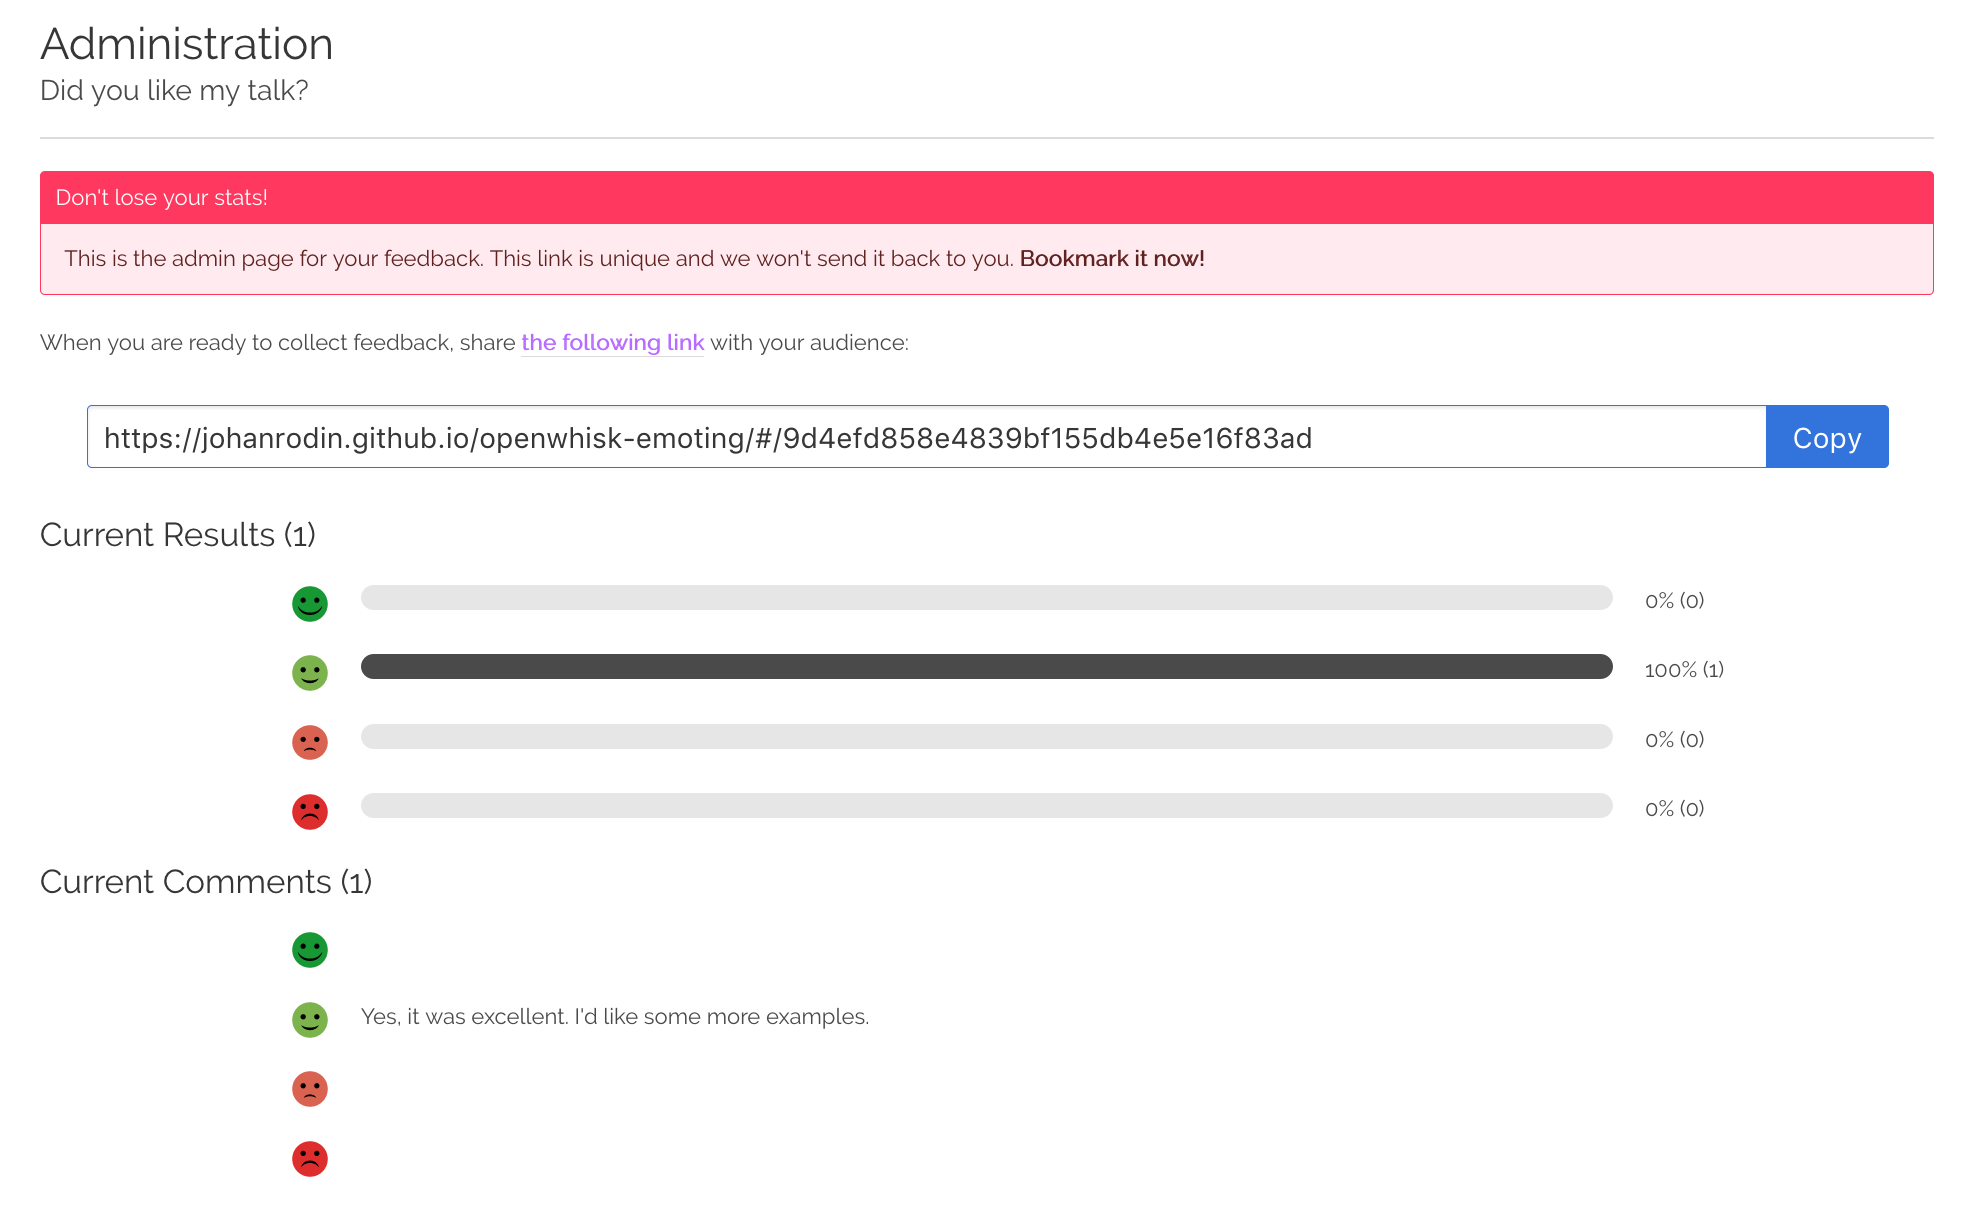 Administration
Did you like my talk?
Don't lose your stats!
This is the admin page for your feedback. This link is unique and we won't send it back to you. Bookmark it now!
When you are ready to collect feedback, share the following link with your audience:
https://johanrodin.github.io/openwhisk-emoting/#/9d4efd858e4839bf155db4e5e16f83ad Copy
Current Results (1)
0% (0)
100% (1)
0% (0)
0% (0)
Current Comments (1)
Yes, it was excellent. I'd like some more examples.